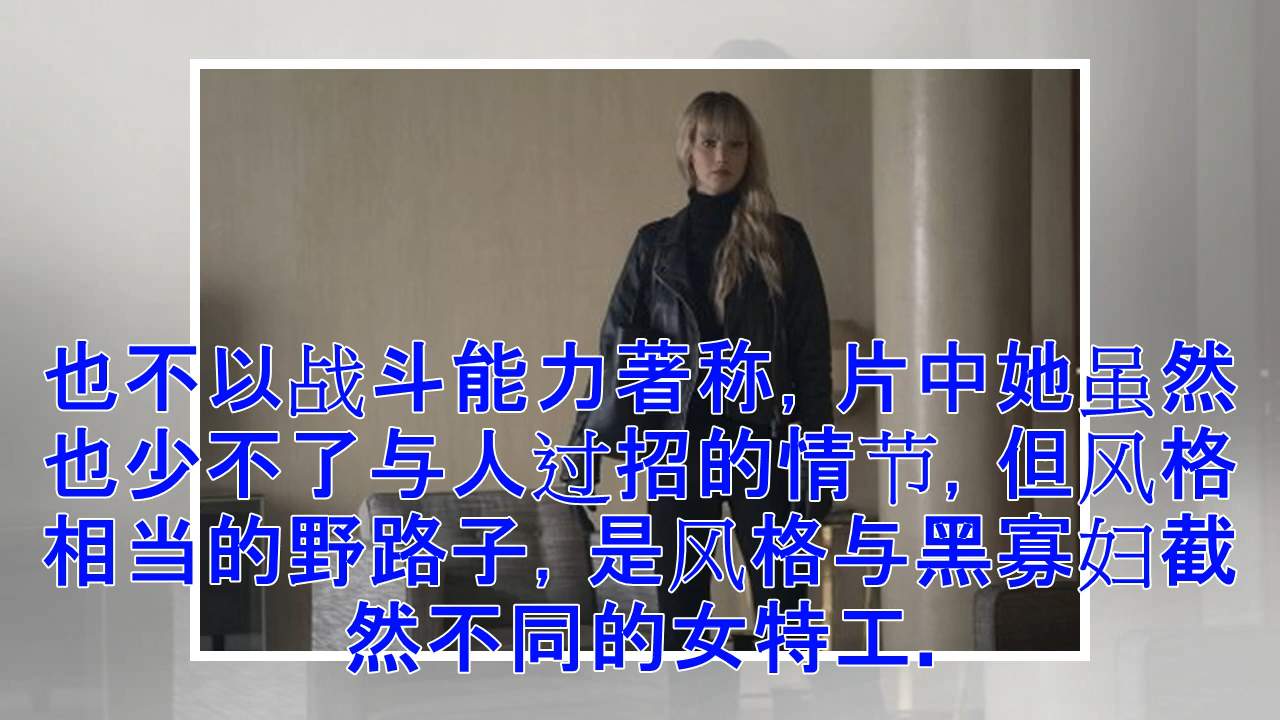 也不以战斗能力著称, 片中她虽然
也少不了与人过招的情节, 但风格
相当的野路子, 是风格与黑寡妇截
然不同的女特工.